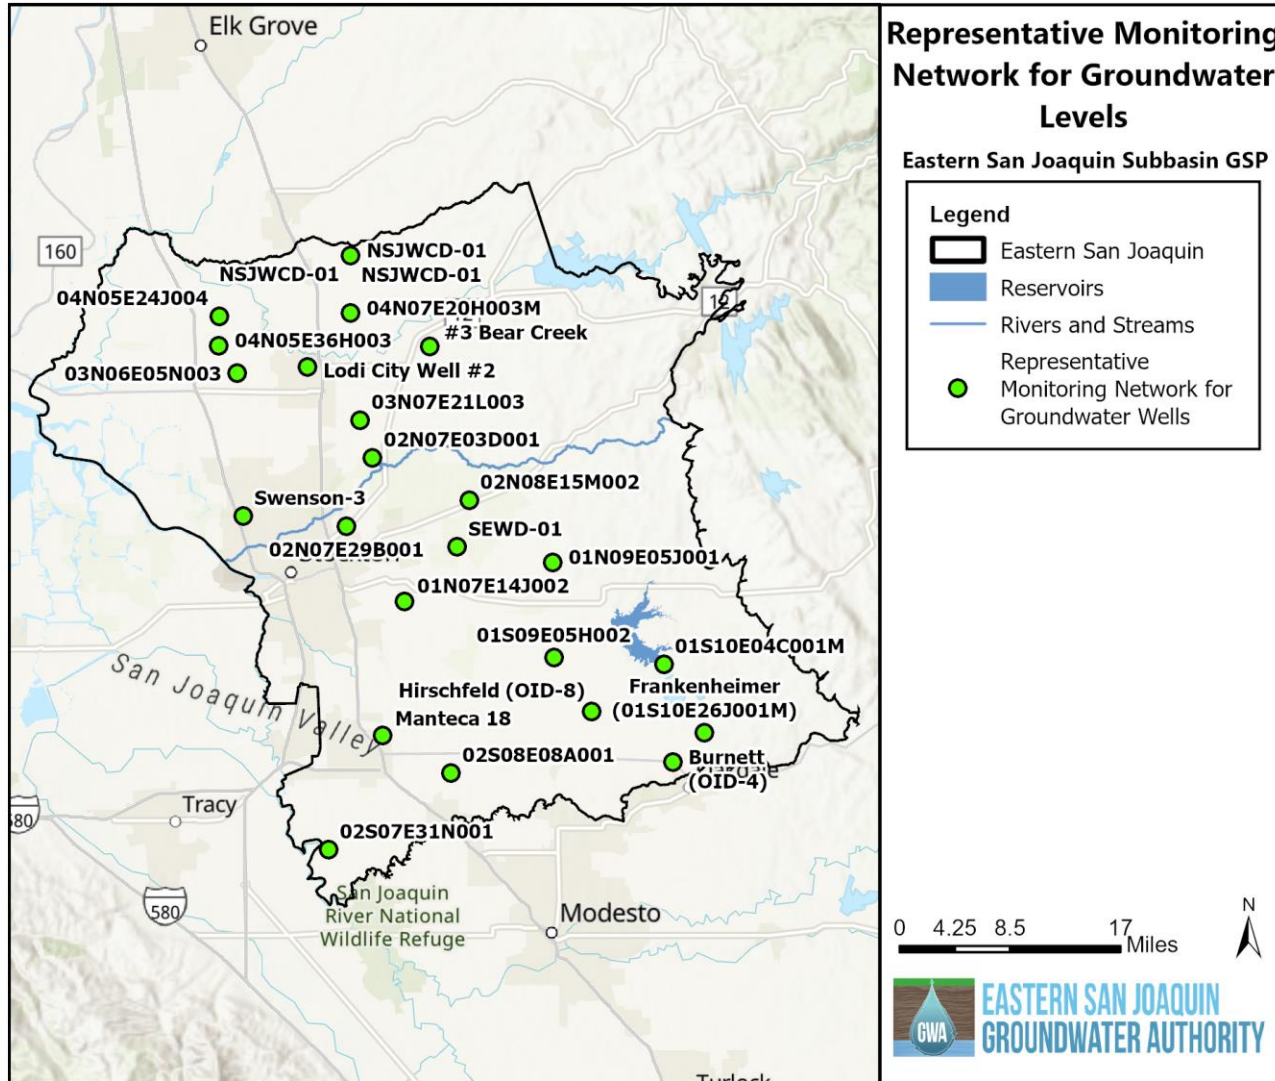 Elk Grove
160
NSJWCD-01
NSJWCD-01
NSJWCD-01
04N05E24J004
04N07E20H003M
12
#3 Bear Creek
04N05E36H003
03N06E05N003
Lodi City Well #2
03N07E21L003
02N07E03D001
02N08E15M002
Swenson-3
SEWD-01
02N07E29B001
01N09E05J001
01N07E14J002
01S09E05H002
01S10E04C001M
San Joaquin Valley
Hirschfeld (OID-8)
Frankenheimer
(01S10E26J001M)
Manteca 18
02S08E08A001
Burnett
(OID-4)
Tracy
580
02S07E31N001
580
San Joaquin
River National
Wildlife Refuge
Modesto
Representative Monitoring
Network for Groundwater
Levels
Eastern San Joaquin Subbasin GSP
Legend
Eastern San Joaquin
Reservoirs
Rivers and Streams
Representative
Monitoring Network for
Groundwater Wells
N
0 4.25 8.5 17
Miles
GWA
EASTERN SAN JOAQUIN
GROUNDWATER AUTHORITY